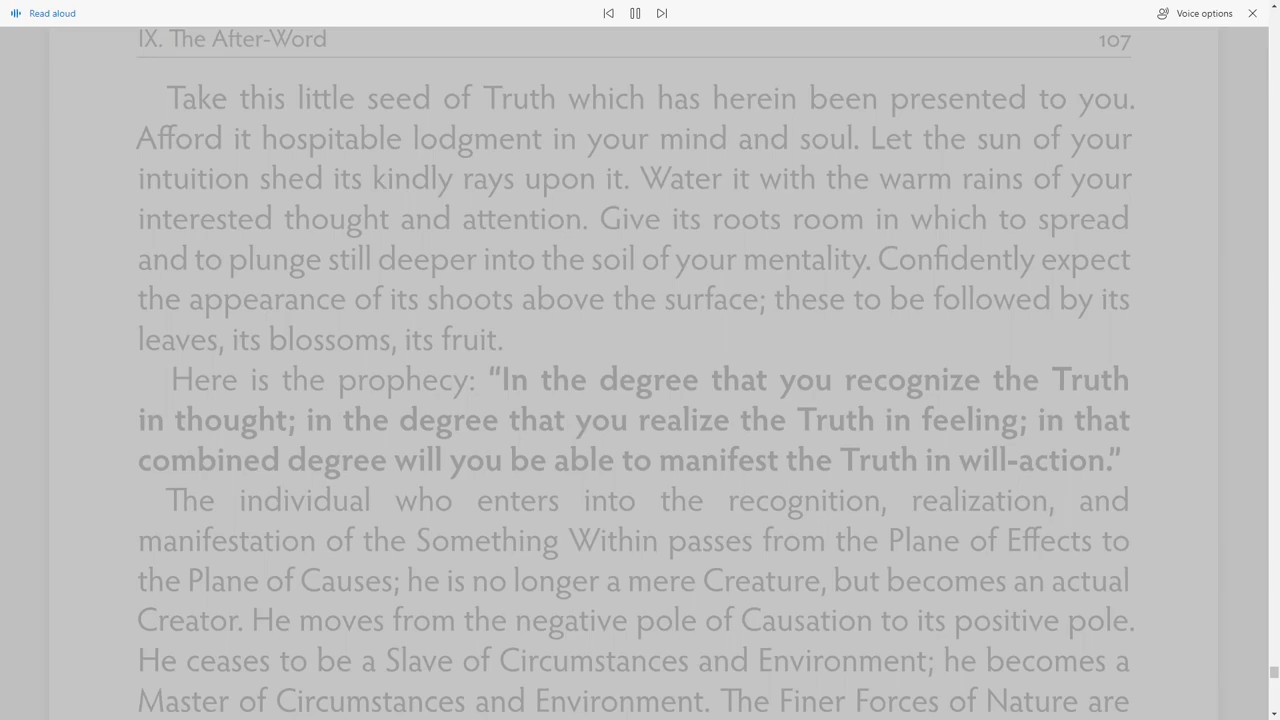 Read aloud
Voice options
IX. The After-Word 107
Take this little seed of Truth which has herein been presented to you.
Afford it hospitable lodgment in your mind and soul. Let the sun of your
intuition shed its kindly rays upon it. Water it with the warm rains of your
interested thought and attention. Give its roots room in which to spread
and to plunge still deeper into the soil of your mentality. Confidently expect
the appearance of its shoots above the surface; these to be followed by its
leaves, its blossoms, its fruit.
Here is the prophecy: “In the degree that you recognize the Truth
in thought; in the degree that you realize the Truth in feeling; in that
combined degree will you be able to manifest the Truth in will-action.”
The individual who enters into the recognition, realization, and
manifestation of the Something Within passes from the Plane of Effects to
the Plane of Causes; he is no longer a mere Creature, but becomes an actual
Creator. He moves from the negative pole of Causation to its positive pole.
He ceases to be a Slave of Circumstances and Environment; he becomes a
Master of Circumstances and Environment. The Finer Forces of Nature are